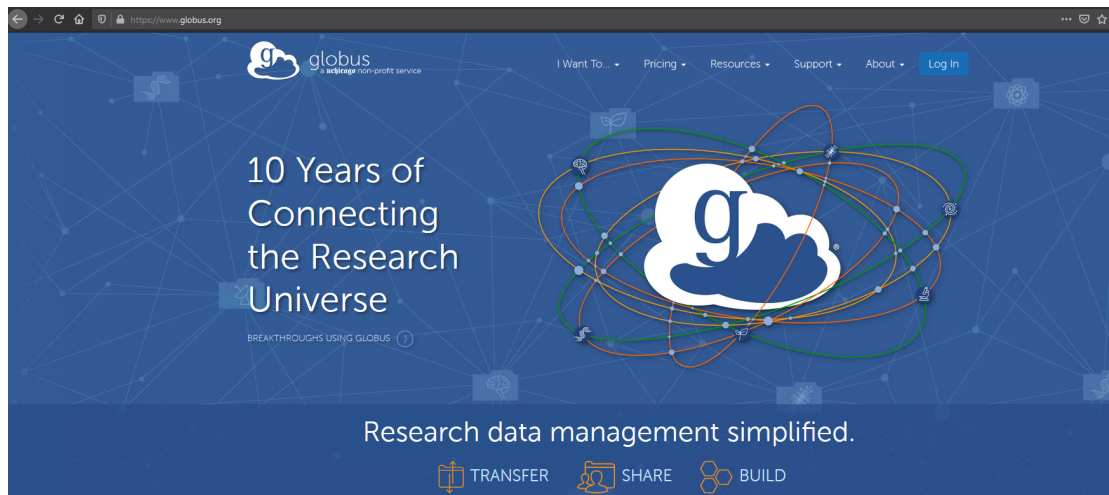 https://www.globus.org
g
globus
a uchicago non-profit service
I Want To...
Pricing
Resources
Support
About
Log In
10 Years of
Connecting
the Research
Universe
BREAKTHROUGHS USING GLOBUS
g
®
Research data management simplified.
TRANSFER
SHARE
BUILD